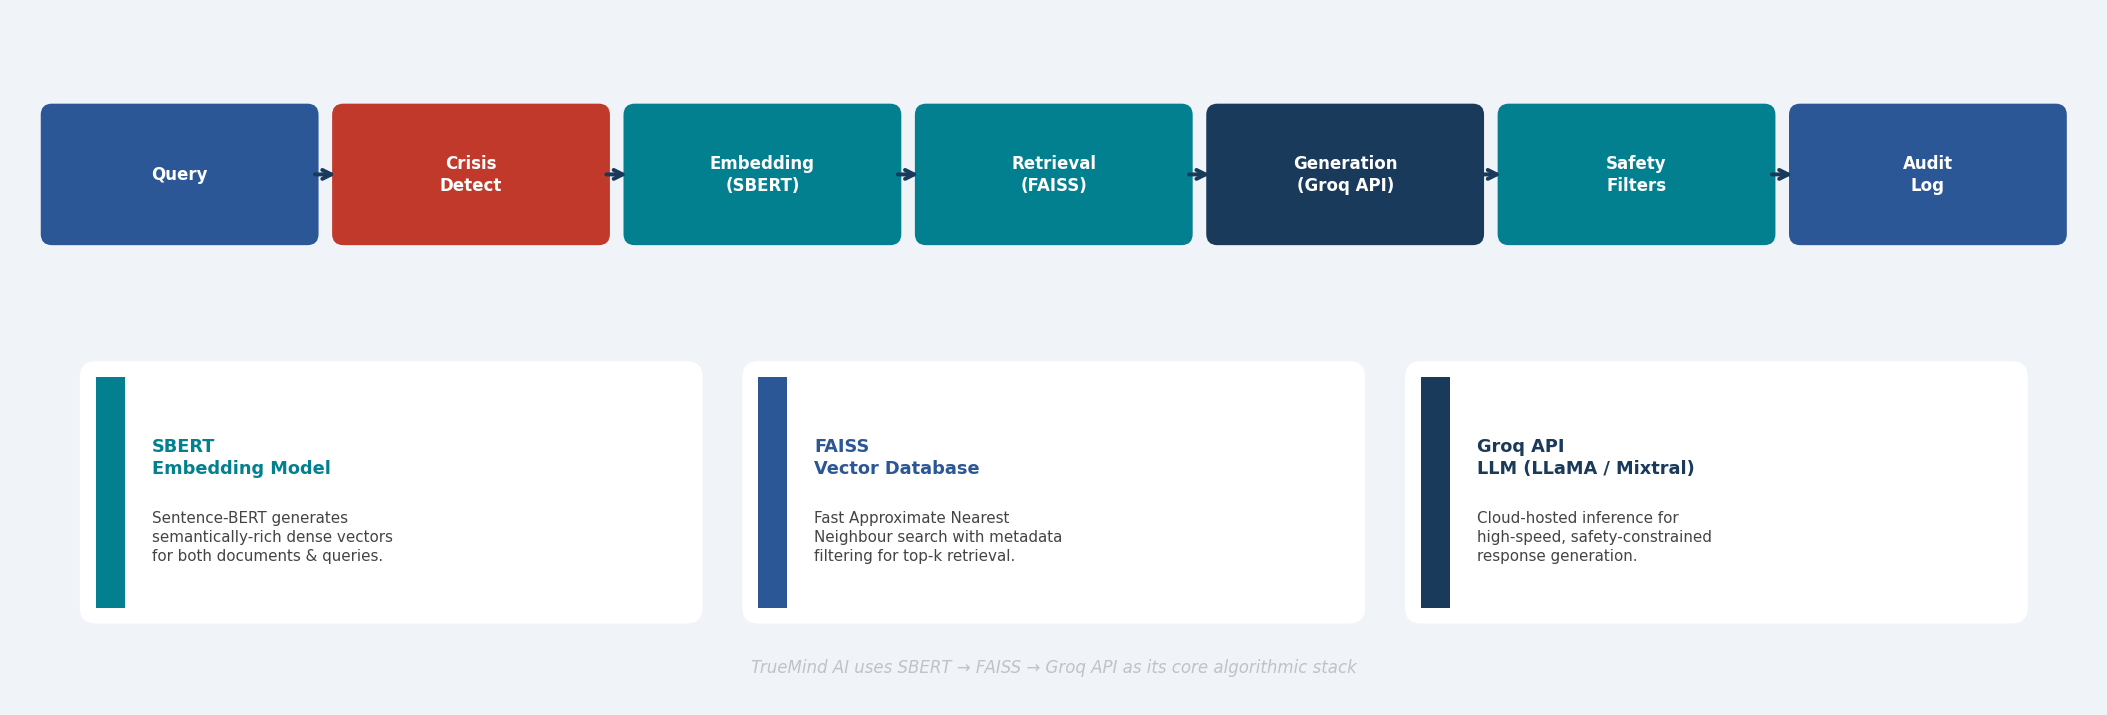 Query
Crisis
Detect
Embedding
(SBERT)
Retrieval
(FAISS)
Generation
(Groq API)
Safety
Filters
Audit
Log
SBERT
Embedding Model
Sentence-BERT generates
semantically-rich dense vectors
for both documents & queries.
FAISS
Vector Database
Fast Approximate Nearest
Neighbour search with metadata
filtering for top-k retrieval.
Groq API
LLM (LLaMA / Mixtral)
Cloud-hosted inference for
high-speed, safety-constrained
response generation.
TrueMind AI uses SBERT → FAISS → Groq API as its core algorithmic stack